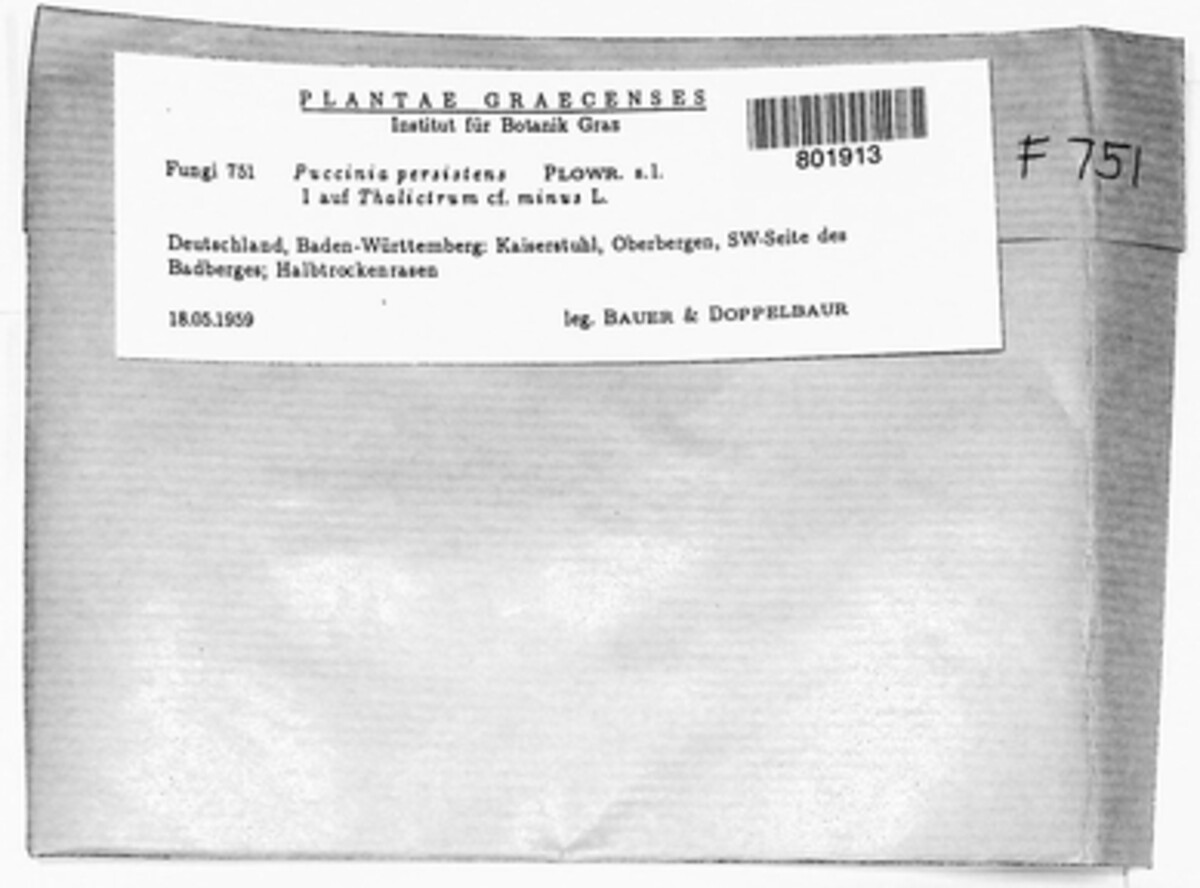 PLANTAE GRAECENSES
Institut für Botanik Graz
801913
F 751
Fungi 751 Puccinia persistens PLOWR. s.l.
I auf Thalictrum cf. minus L.
Deutschland, Baden-Württemberg: Kaiserstuhl, Oberbergen, SW-Seite des
Badberges; Halbtrockenrasen
18.05.1959 leg. BAUER & DOPPELBAUR